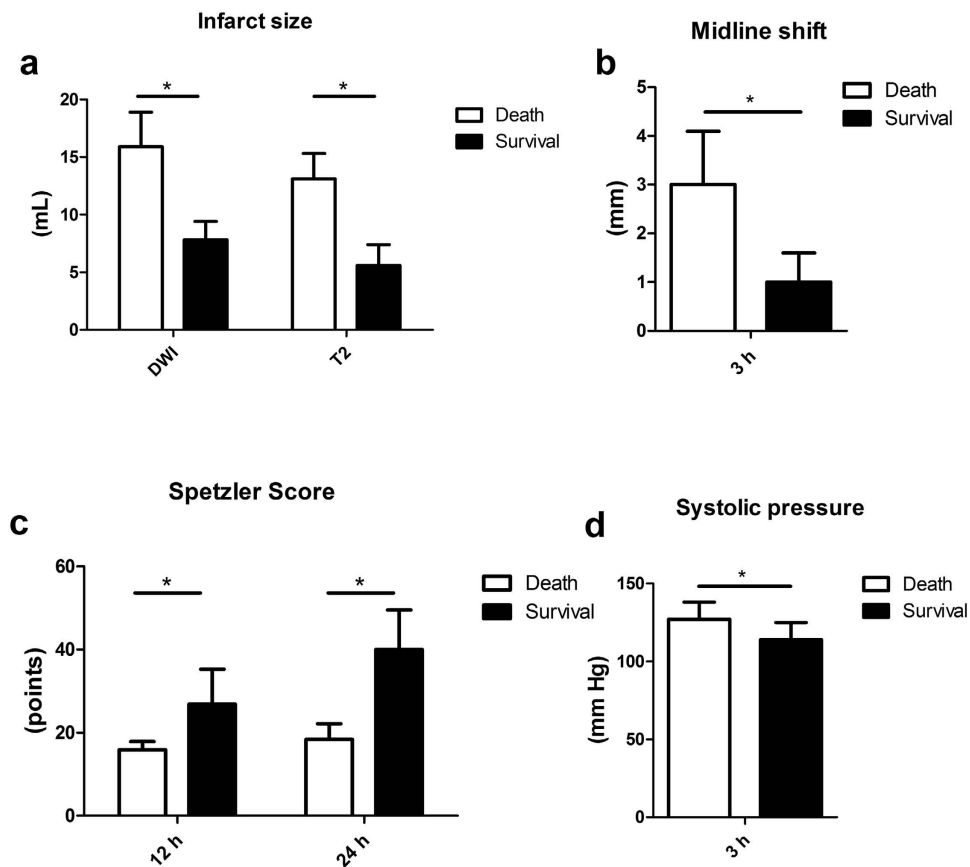 Infarct size
a
*
*
20
15
10
5
0
(mL)
DWI
T2
Death
Survival
Midline shift
b
*
5
4
3
2
1
0
(mm)
3 h
Death
Survival
Spetzler Score
c
*
*
60
40
20
0
(points)
12 h
24 h
Death
Survival
Systolic pressure
d
*
150
100
50
0
(mm Hg)
3 h
Death
Survival